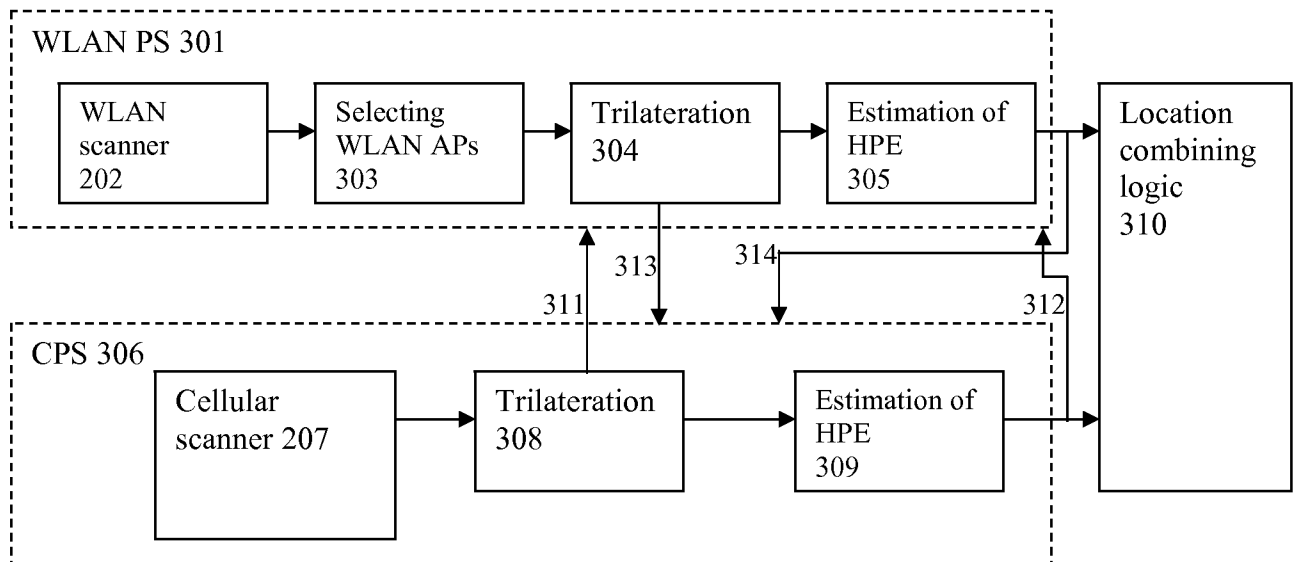 WLAN PS 301
WLAN
scanner
202
Selecting
WLAN APs
303
Trilateration
304
Estimation of
HPE
305
Location
combining
logic
310
311
313
314
312
CPS 306
Cellular
scanner 207
Trilateration
308
Estimation of
HPE
309